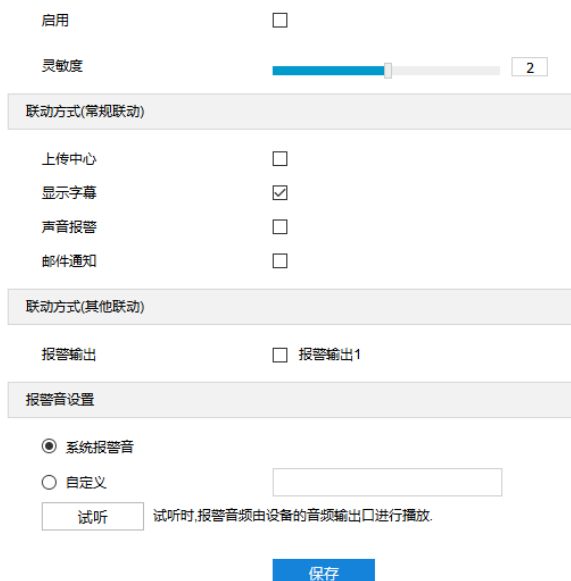 启用
灵敏度 2
联动方式(常规联动)
上传中心
显示字幕
声音报警
邮件通知
联动方式(其他联动)
报警输出 报警输出1
报警音设置
系统报警音
自定义
试听 试听时,报警音频由设备的音频输出口进行播放.
保存